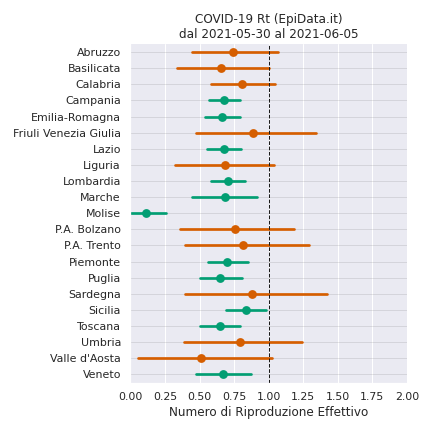 COVID-19 Rt (EpiData.it)
dal 2021-05-30 al 2021-06-05
Abruzzo
Basilicata
Calabria
Campania
Emilia-Romagna
Friuli Venezia Giulia
Lazio
Liguria
Lombardia
Marche
Molise
P.A. Bolzano
P.A. Trento
Piemonte
Puglia
Sardegna
Sicilia
Toscana
Umbria
Valle d'Aosta
Veneto
0.00 0.25 0.50 0.75 1.00 1.25 1.50 1.75 2.00
Numero di Riproduzione Effettivo